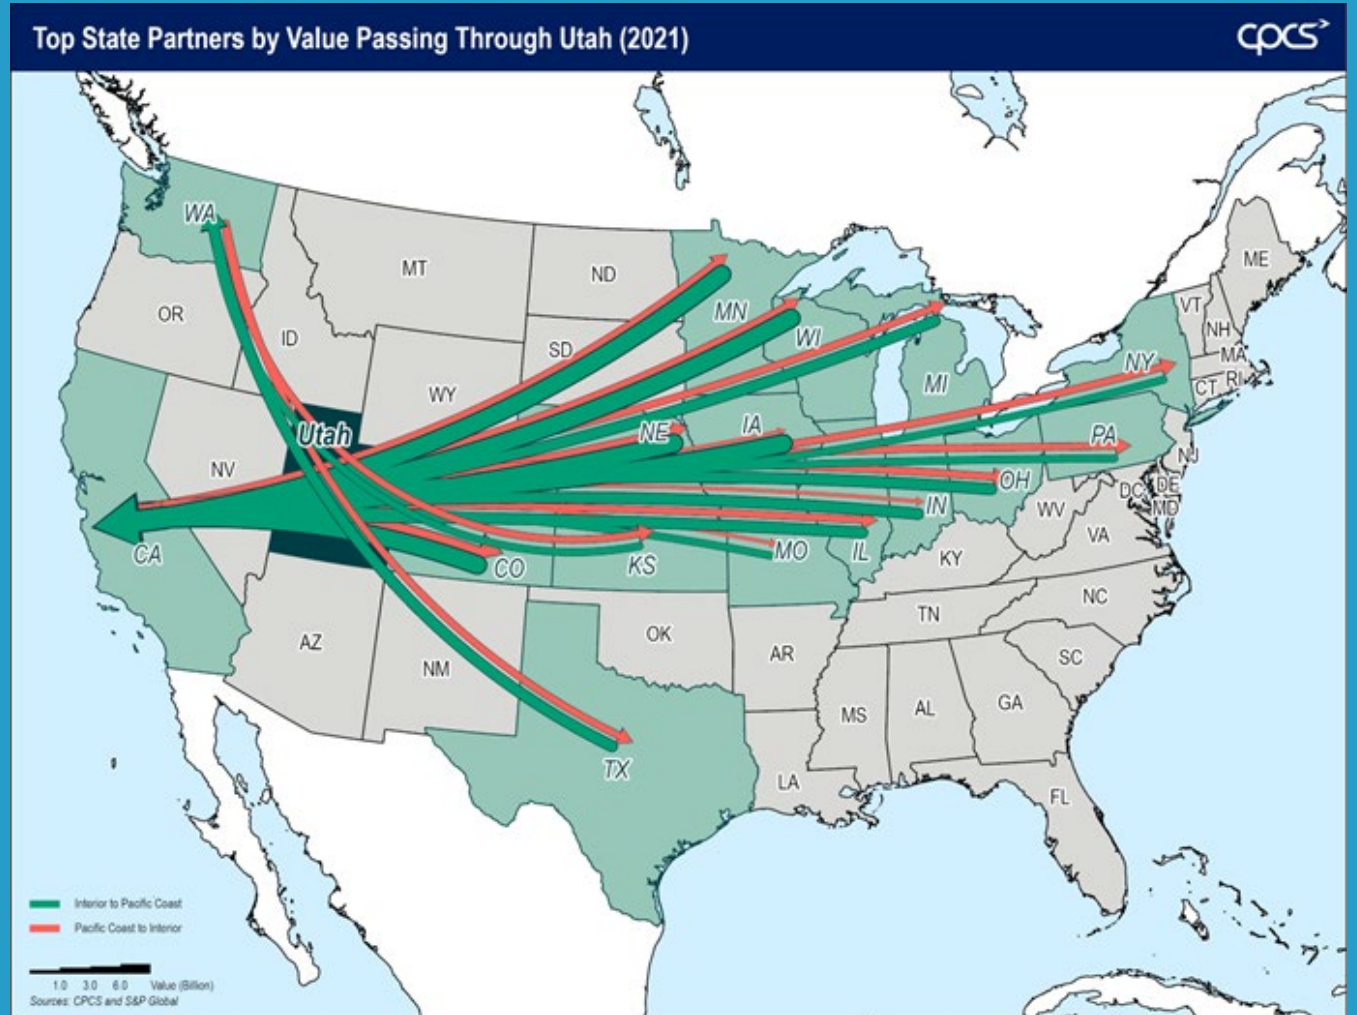 Top State Partners by Value Passing Through Utah (2021)
cpcs
WA
MT
ND
ME
OR
ID
MN
VT
NH
SD
WI
MA
WY
NY
RI
MI
CT
Utah
NE
IA
PA
NV
NJ
OH
DC
DE
IN
WV
MD
CA
VA
MO
IL
KY
CO
KS
NC
TN
AZ
OK
AR
SC
NM
MS
AL
GA
TX
LA
FL
Interior to Pacific Coast
Pacific Coast to Interior
1.0 3.0 6.0 Value (Billion)
Sources: CPCS and S&P Global